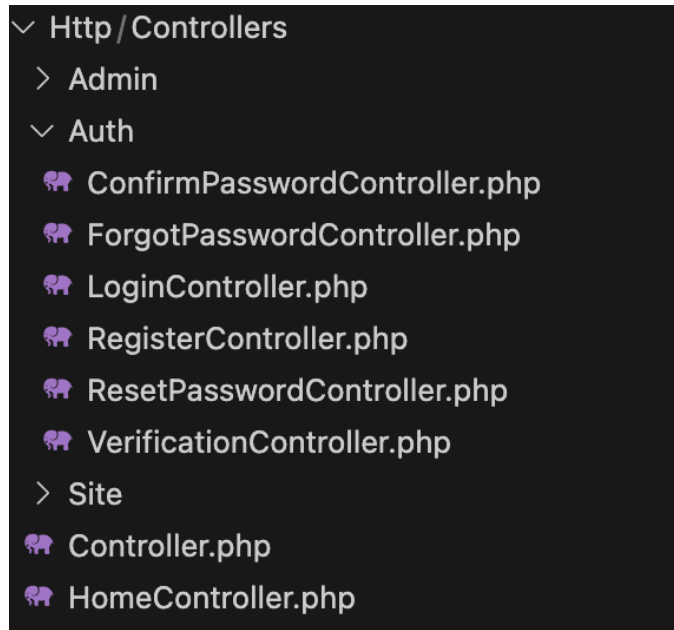 Http/Controllers
Admin
Auth
ConfirmPasswordController.php
ForgotPasswordController.php
LoginController.php
RegisterController.php
ResetPasswordController.php
VerificationController.php
Site
Controller.php
HomeController.php